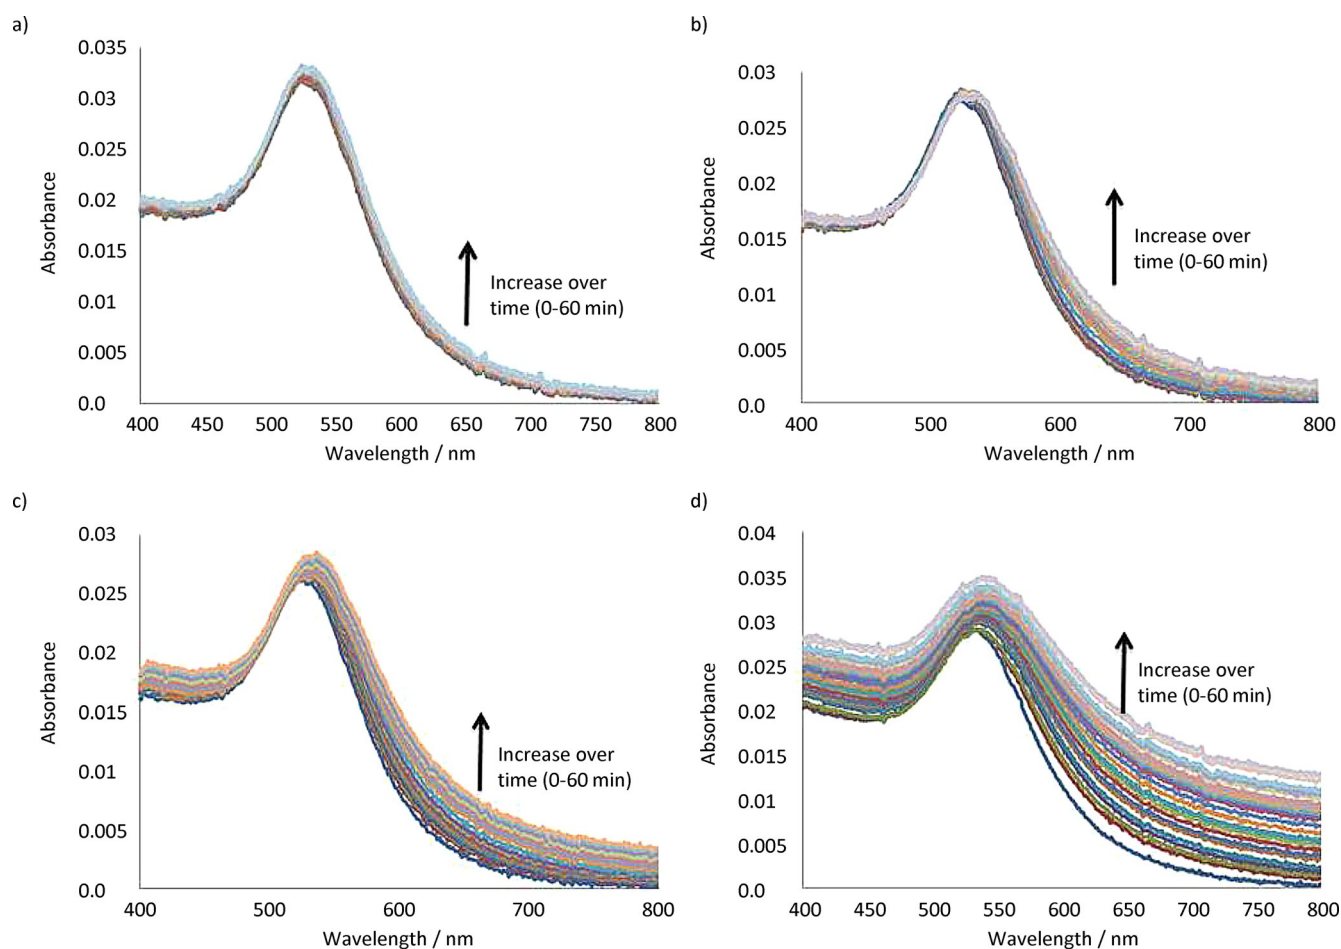 a)
0.035
0.03
0.025
0.02
0.015
0.01
0.005
0.0
Absorbance
400 450 500 550 600 650 700 750 800
Wavelength / nm
Increase over
time (0-60 min)
b)
0.03
0.025
0.02
0.015
0.01
0.005
0.0
Absorbance
400 500 600 700 800
Wavelength / nm
Increase over
time (0-60 min)
c)
0.03
0.025
0.02
0.015
0.01
0.005
0.0
Absorbance
400 500 600 700 800
Wavelength / nm
Increase over
time (0-60 min)
d)
0.04
0.035
0.03
0.025
0.02
0.015
0.01
0.005
0.0
Absorbance
400 450 500 550 600 650 700 750 800
Wavelength / nm
Increase over
time (0-60 min)